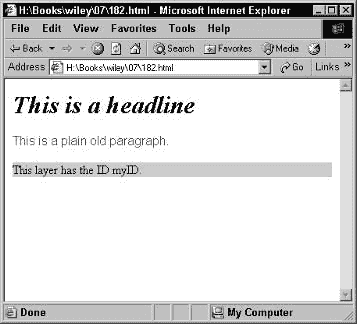 H:\Books\wiley\07\182.html - Microsoft Internet Explorer
File Edit View Favorites Tools Help
Back Search Favorites Media »
Address H:\Books\wiley\07\182.html Go Links »
This is a headline
This is a plain old paragraph.
This layer has the ID myID.
Done My Computer